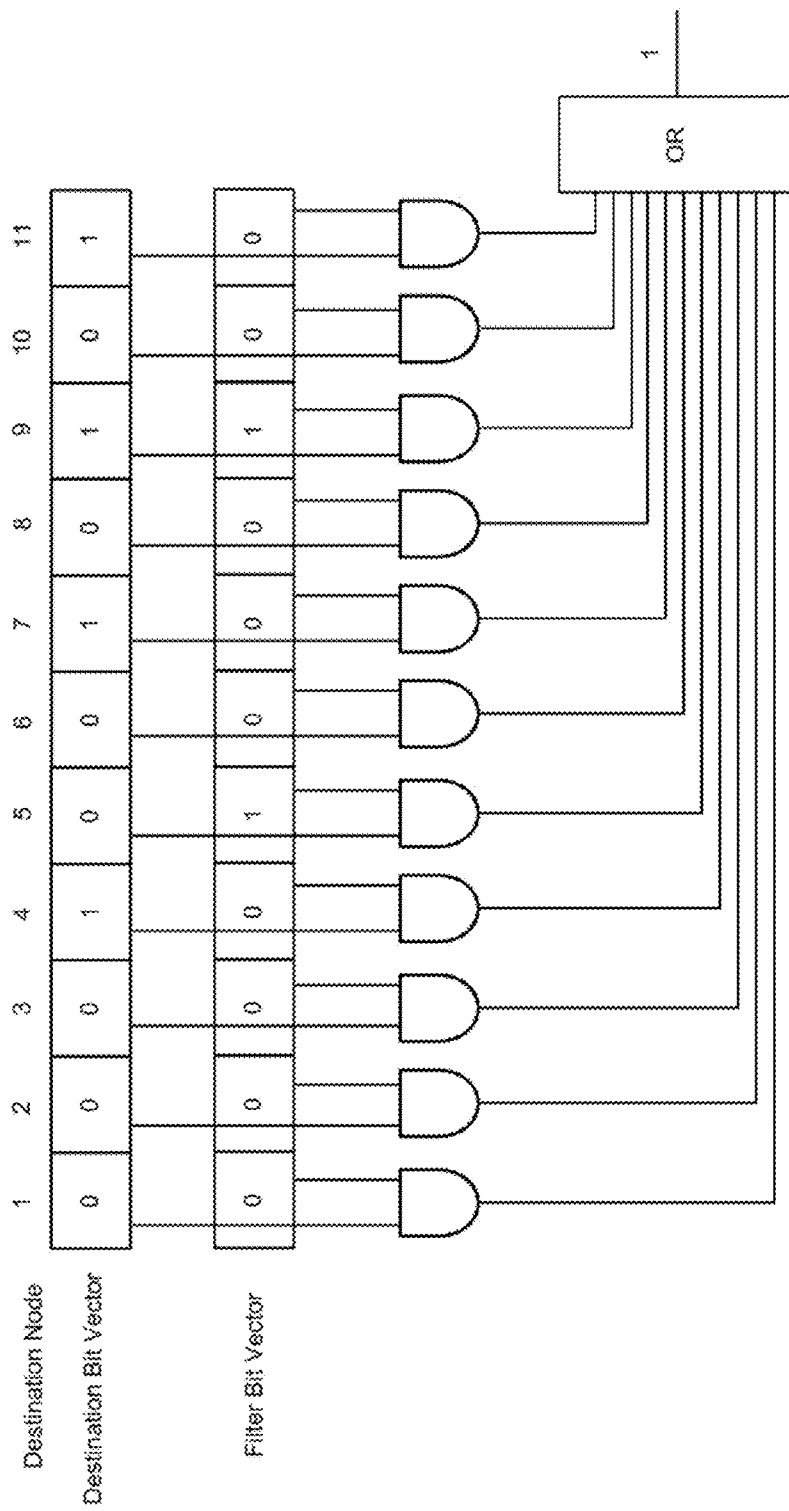 Destination Node 1 2 3 4 5 6 7 8 9 10 11
Destination Bit Vector 0 0 0 1 0 0 1 0 1 0 1
Filter Bit Vector 0 0 0 0 1 0 0 0 1 0 0
OR 1